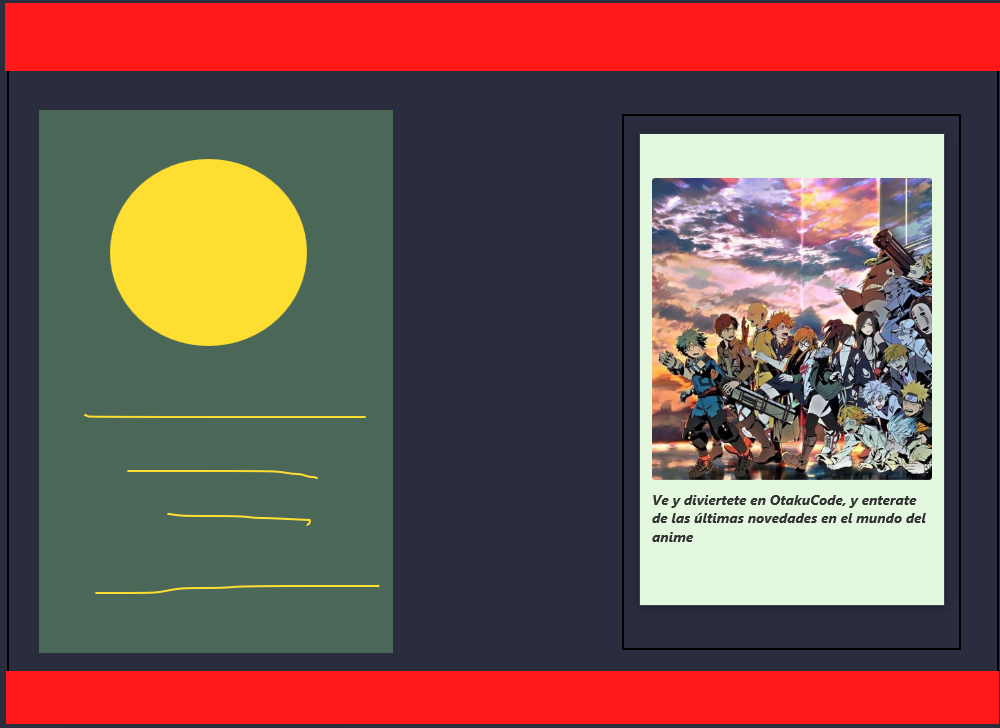 Ve y diviertete en OtakuCode, y enterate
de las últimas novedades en el mundo del
anime